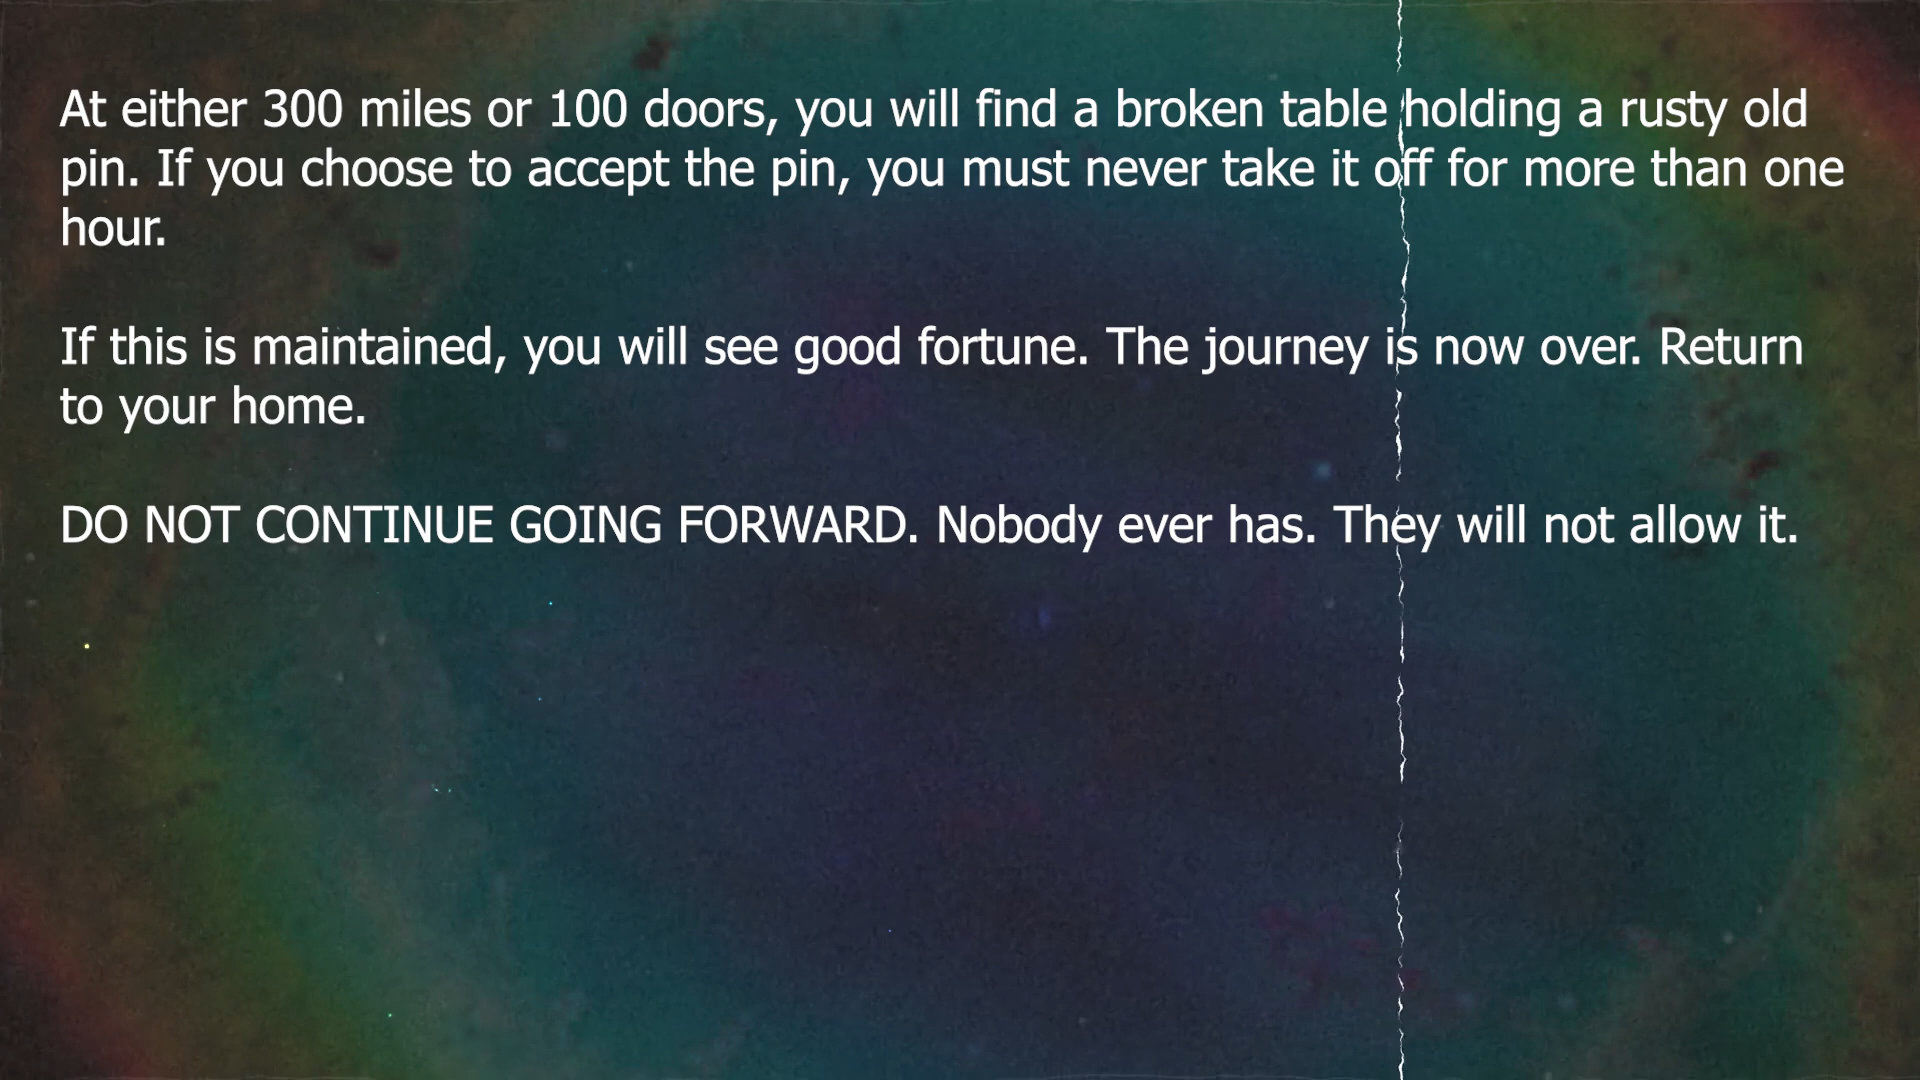 At either 300 miles or 100 doors, you will find a broken table holding a rusty old
pin. If you choose to accept the pin, you must never take it off for more than one
hour.
If this is maintained, you will see good fortune. The journey is now over. Return
to your home.
DO NOT CONTINUE GOING FORWARD. Nobody ever has. They will not allow it.